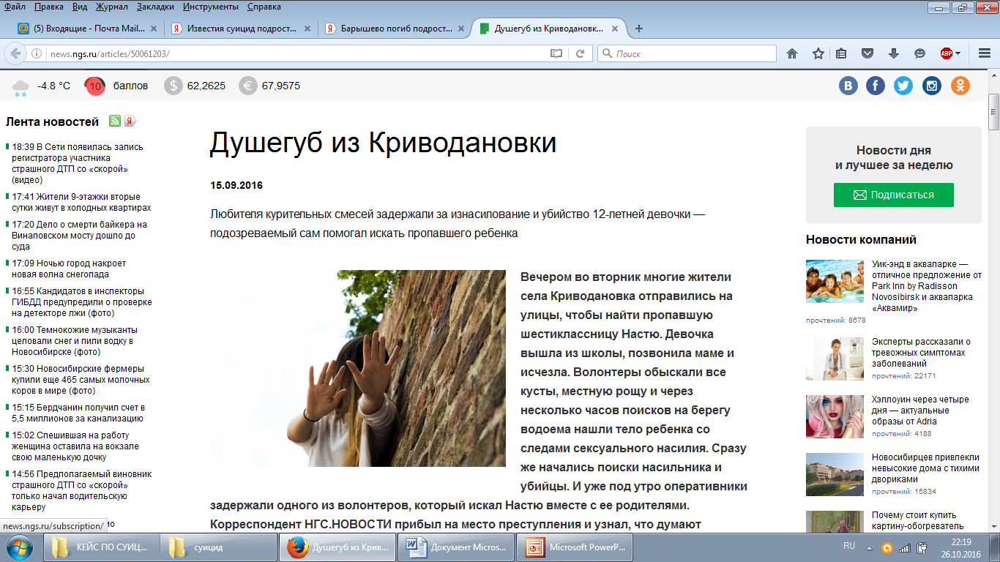 Файл Правка Вид Журнал Закладки Инструменты Справка
(5) Входящие - Почта Mail...
Известия суицид подрост...
Барышево погиб подрост...
Душегуб из Криводановк...
news.ngs.ru/articles/50061203/
Поиск
ABP
-4.8 °C
10 баллов
$ 62,2625
€ 67,9575
Лента новостей
18:39 В Сети появилась запись
регистратора участника
страшного ДТП со «скорой»
(видео)
17:41 Жители 9-этажки вторые
сутки живут в холодных квартирах
17:20 Дело о смерти байкера на
Винаповском мосту дошло до
суда
17:09 Ночью город накроет
новая волна снегопада
16:55 Кандидатов в инспекторы
ГИБДД предупредили о проверке
на детекторе лжи (фото)
16:00 Темнокожие музыканты
целовали снег и пили водку в
Новосибирске (фото)
15:30 Новосибирские фермеры
купили еще 465 самых молочных
коров в мире (фото)
15:15 Бердчанин получил счет в
5,5 миллионов за канализацию
15:02 Спешившая на работу
женщина оставила на вокзале
свою маленькую дочку
14:56 Предполагаемый виновник
страшного ДТП со «скорой»
только начал водительскую
карьеру
news.ngs.ru/subscription/
Душегуб из Криводановки
15.09.2016
Любителя курительных смесей задержали за изнасилование и убийство 12-летней девочки —
подозреваемый сам помогал искать пропавшего ребенка
Вечером во вторник многие жители
села Криводановка отправились на
улицы, чтобы найти пропавшую
шестиклассницу Настю. Девочка
вышла из школы, позвонила маме и
исчезла. Волонтеры обыскали все
кусты, местную рощу и через
несколько часов поисков на берегу
водоема нашли тело ребенка со
следами сексуального насилия. Сразу
же начались поиски насильника и
убийцы. И уже под утро оперативники
задержали одного из волонтеров, который искал Настю вместе с ее родителями.
Корреспондент НГС.НОВОСТИ прибыл на место преступления и узнал, что думают
Новости дня
и лучшее за неделю
Подписаться
Новости компаний
Уик-энд в аквапарке —
отличное предложение от
Park Inn by Radisson
Novosibirsk и аквапарка
«Аквамир»
прочтений: 8678
Эксперты рассказали о
тревожных симптомах
заболеваний
прочтений: 22171
Хэллоуин через четыре
дня — актуальные
образы от Adria
прочтений: 4188
Новосибирцев привлекли
невысокие дома с тихими
двориками
прочтений: 15834
Почему стоит купить
картину-обогреватель
КЕЙС ПО СУИЦ...
суицид
Душегуб из Крив...
Документ Micros...
Microsoft PowerP...
RU
22:19
26.10.2016